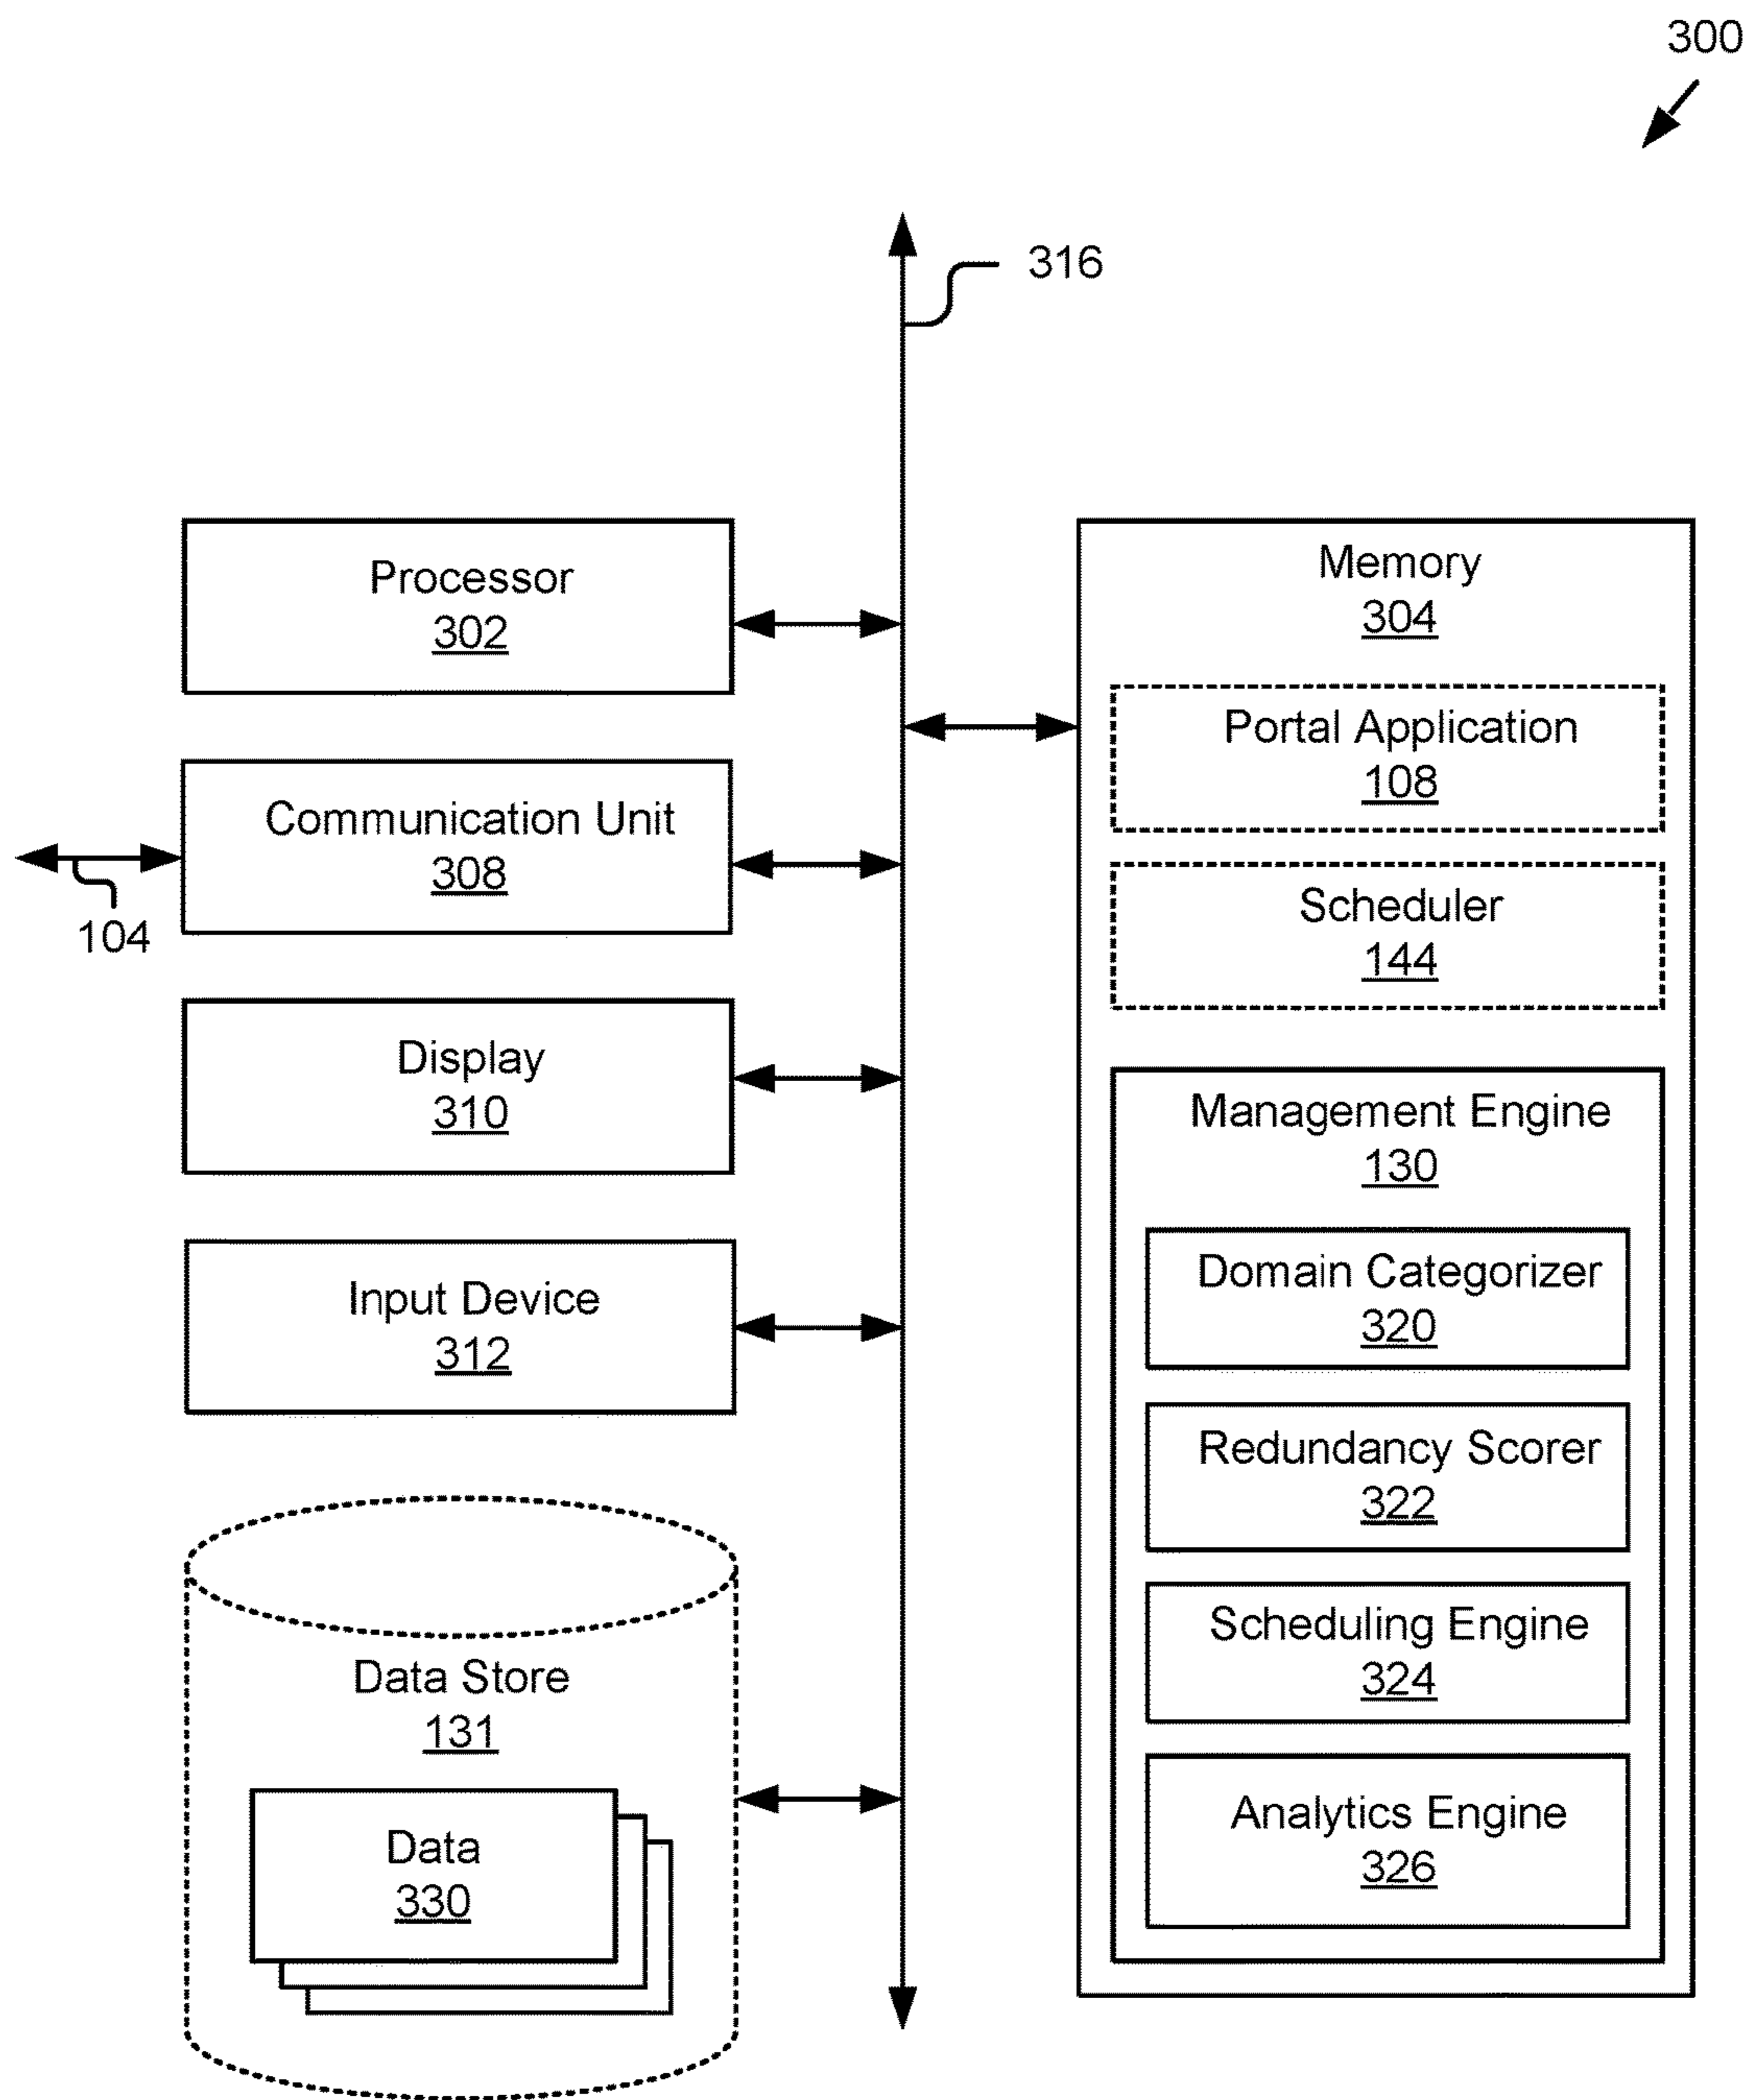 300
316
Processor
302
Communication Unit
308
104
Display
310
Input Device
312
Data Store
131
Data
330
Memory
304
Portal Application
108
Scheduler
144
Management Engine
130
Domain Categorizer
320
Redundancy Scorer
322
Scheduling Engine
324
Analytics Engine
326